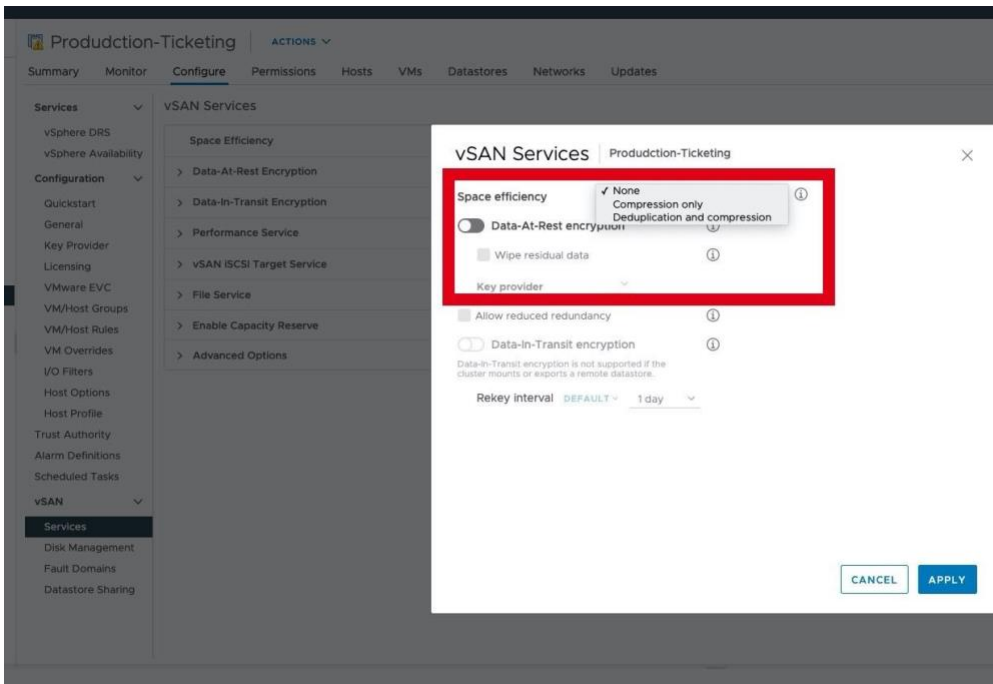 Produdction-Ticketing ACTIONS
Summary Monitor Configure Permissions Hosts VMs Datastores Networks Updates
Services
vSphere DRS
vSphere Availability
Configuration
Quickstart
General
Key Provider
Licensing
VMware EVC
VM/Host Groups
VM/Host Rules
VM Overrides
I/O Filters
Host Options
Host Profile
Trust Authority
Alarm Definitions
Scheduled Tasks
vSAN
Services
Disk Management
Fault Domains
Datastore Sharing
vSAN Services
Space Efficiency
Data-At-Rest Encryption
Data-In-Transit Encryption
Performance Service
vSAN iSCSI Target Service
File Service
Enable Capacity Reserve
Advanced Options
vSAN Services Produdction-Ticketing
Space efficiency
✓ None
Compression only
Deduplication and compression
Data-At-Rest encryption
Wipe residual data
Key provider
Allow reduced redundancy
Data-In-Transit encryption
Data-In-Transit encryption is not supported if the
cluster mounts or exports a remote datastore.
Rekey interval DEFAULT 1 day
CANCEL APPLY